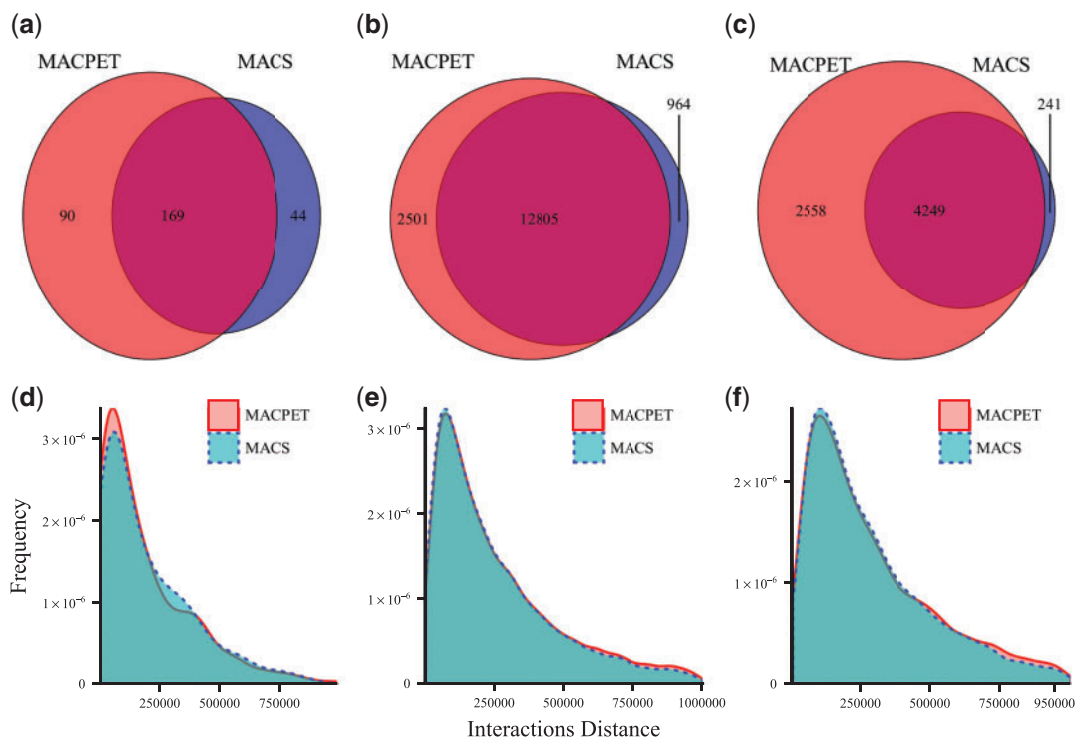 (a)
MACPET MACS
90 169 44
(b)
MACPET MACS
964
2501 12805
(c)
MACPET MACS
241
2558 4249
(d)
MACPET
MACS
3 × 10⁻⁶
2 × 10⁻⁶
1 × 10⁻⁶
0
250000 500000 750000
(e)
MACPET
MACS
3 × 10⁻⁶
2 × 10⁻⁶
1 × 10⁻⁶
0
250000 500000 750000 1000000
(f)
MACPET
MACS
2 × 10⁻⁶
1 × 10⁻⁶
0
250000 500000 750000 950000
Frequency
Interactions Distance